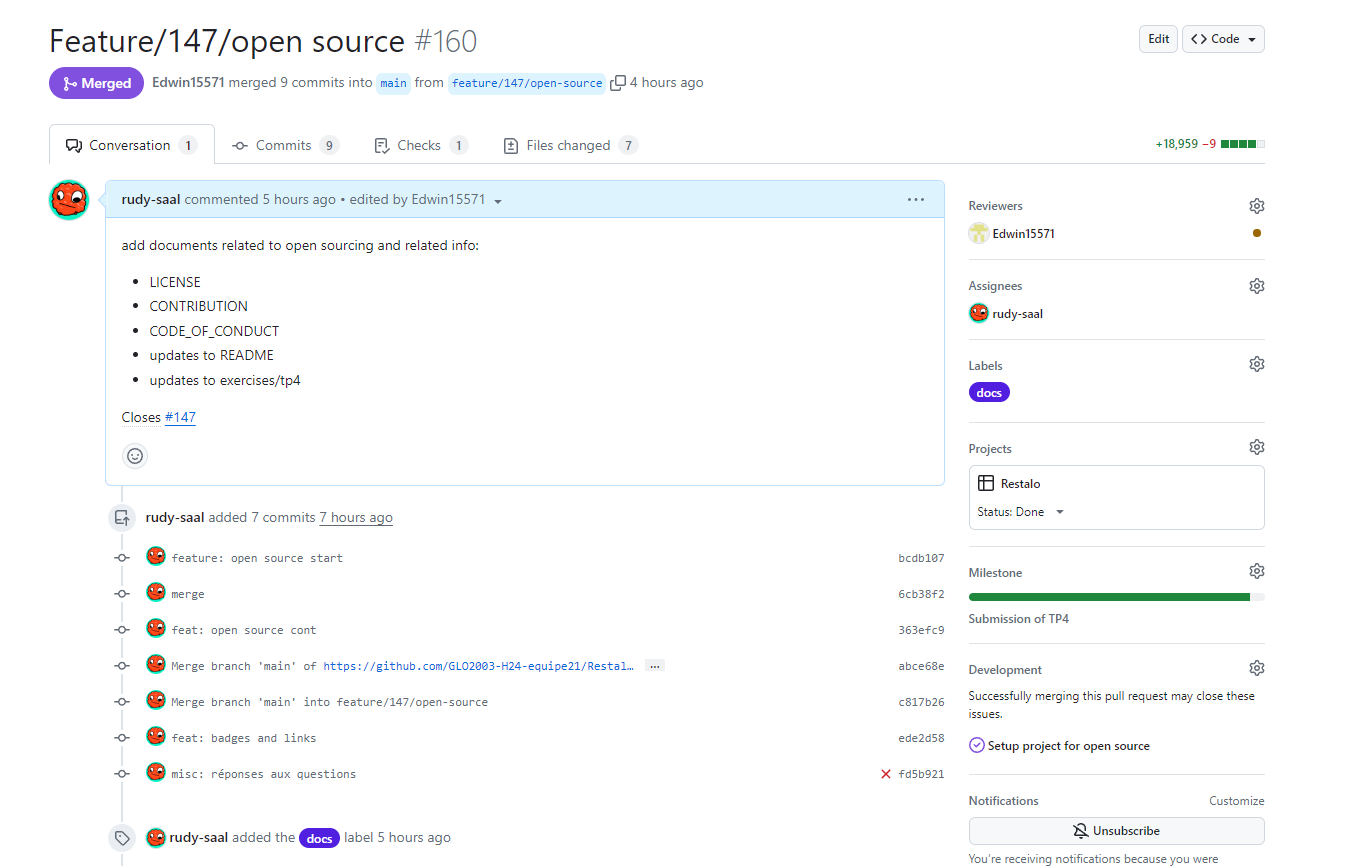 Feature/147/open source #160
Edit
Code
Merged
Edwin15571 merged 9 commits into main from feature/147/open-source 4 hours ago
Conversation 1
Commits 9
Checks 1
Files changed 7
+18,959 −9
rudy-saal commented 5 hours ago • edited by Edwin15571
add documents related to open sourcing and related info:
• LICENSE
• CONTRIBUTION
• CODE_OF_CONDUCT
• updates to README
• updates to exercises/tp4
Closes #147
rudy-saal added 7 commits 7 hours ago
feature: open source start bcdb107
merge 6cb38f2
feat: open source cont 363efc9
Merge branch 'main' of https://github.com/GLO2003-H24-equipe21/Restal… … abce68e
Merge branch 'main' into feature/147/open-source c817b26
feat: badges and links ede2d58
misc: réponses aux questions fd5b921
rudy-saal added the docs label 5 hours ago
Reviewers
Edwin15571
Assignees
rudy-saal
Labels
docs
Projects
Restalo
Status: Done
Milestone
Submission of TP4
Development
Successfully merging this pull request may close these
issues.
Setup project for open source
Notifications
Customize
Unsubscribe
You're receiving notifications because you were